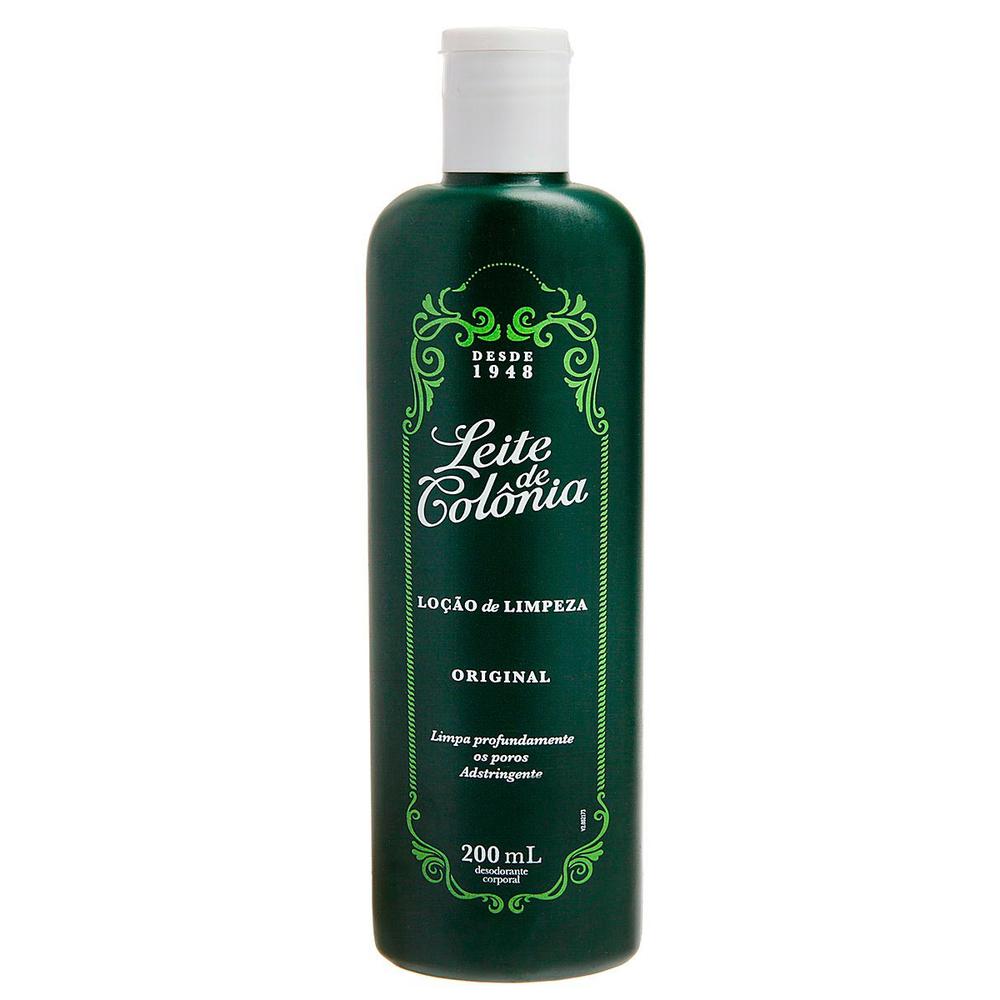 DESDE
1948
Leite
de
Colônia
LOÇÃO de LIMPEZA
ORIGINAL
Limpa profundamente
os poros
Adstringente
200 mL
desodorante
corporal